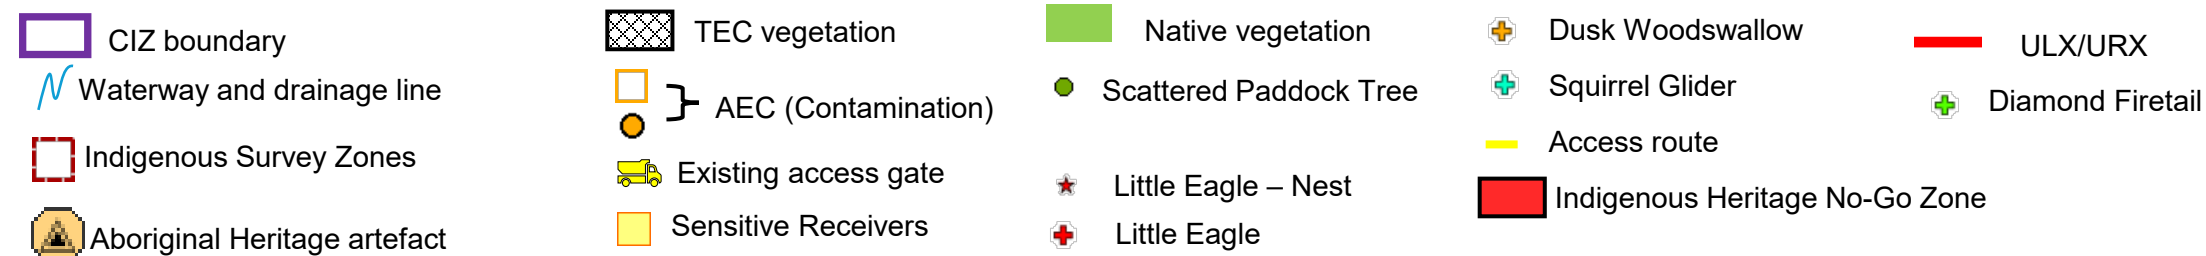 CIZ boundary
Waterway and drainage line
Indigenous Survey Zones
Aboriginal Heritage artefact
TEC vegetation
AEC (Contamination)
Existing access gate
Sensitive Receivers
Native vegetation
Scattered Paddock Tree
Little Eagle – Nest
Little Eagle
Dusk Woodswallow
Squirrel Glider
Access route
Indigenous Heritage No-Go Zone
ULX/URX
Diamond Firetail